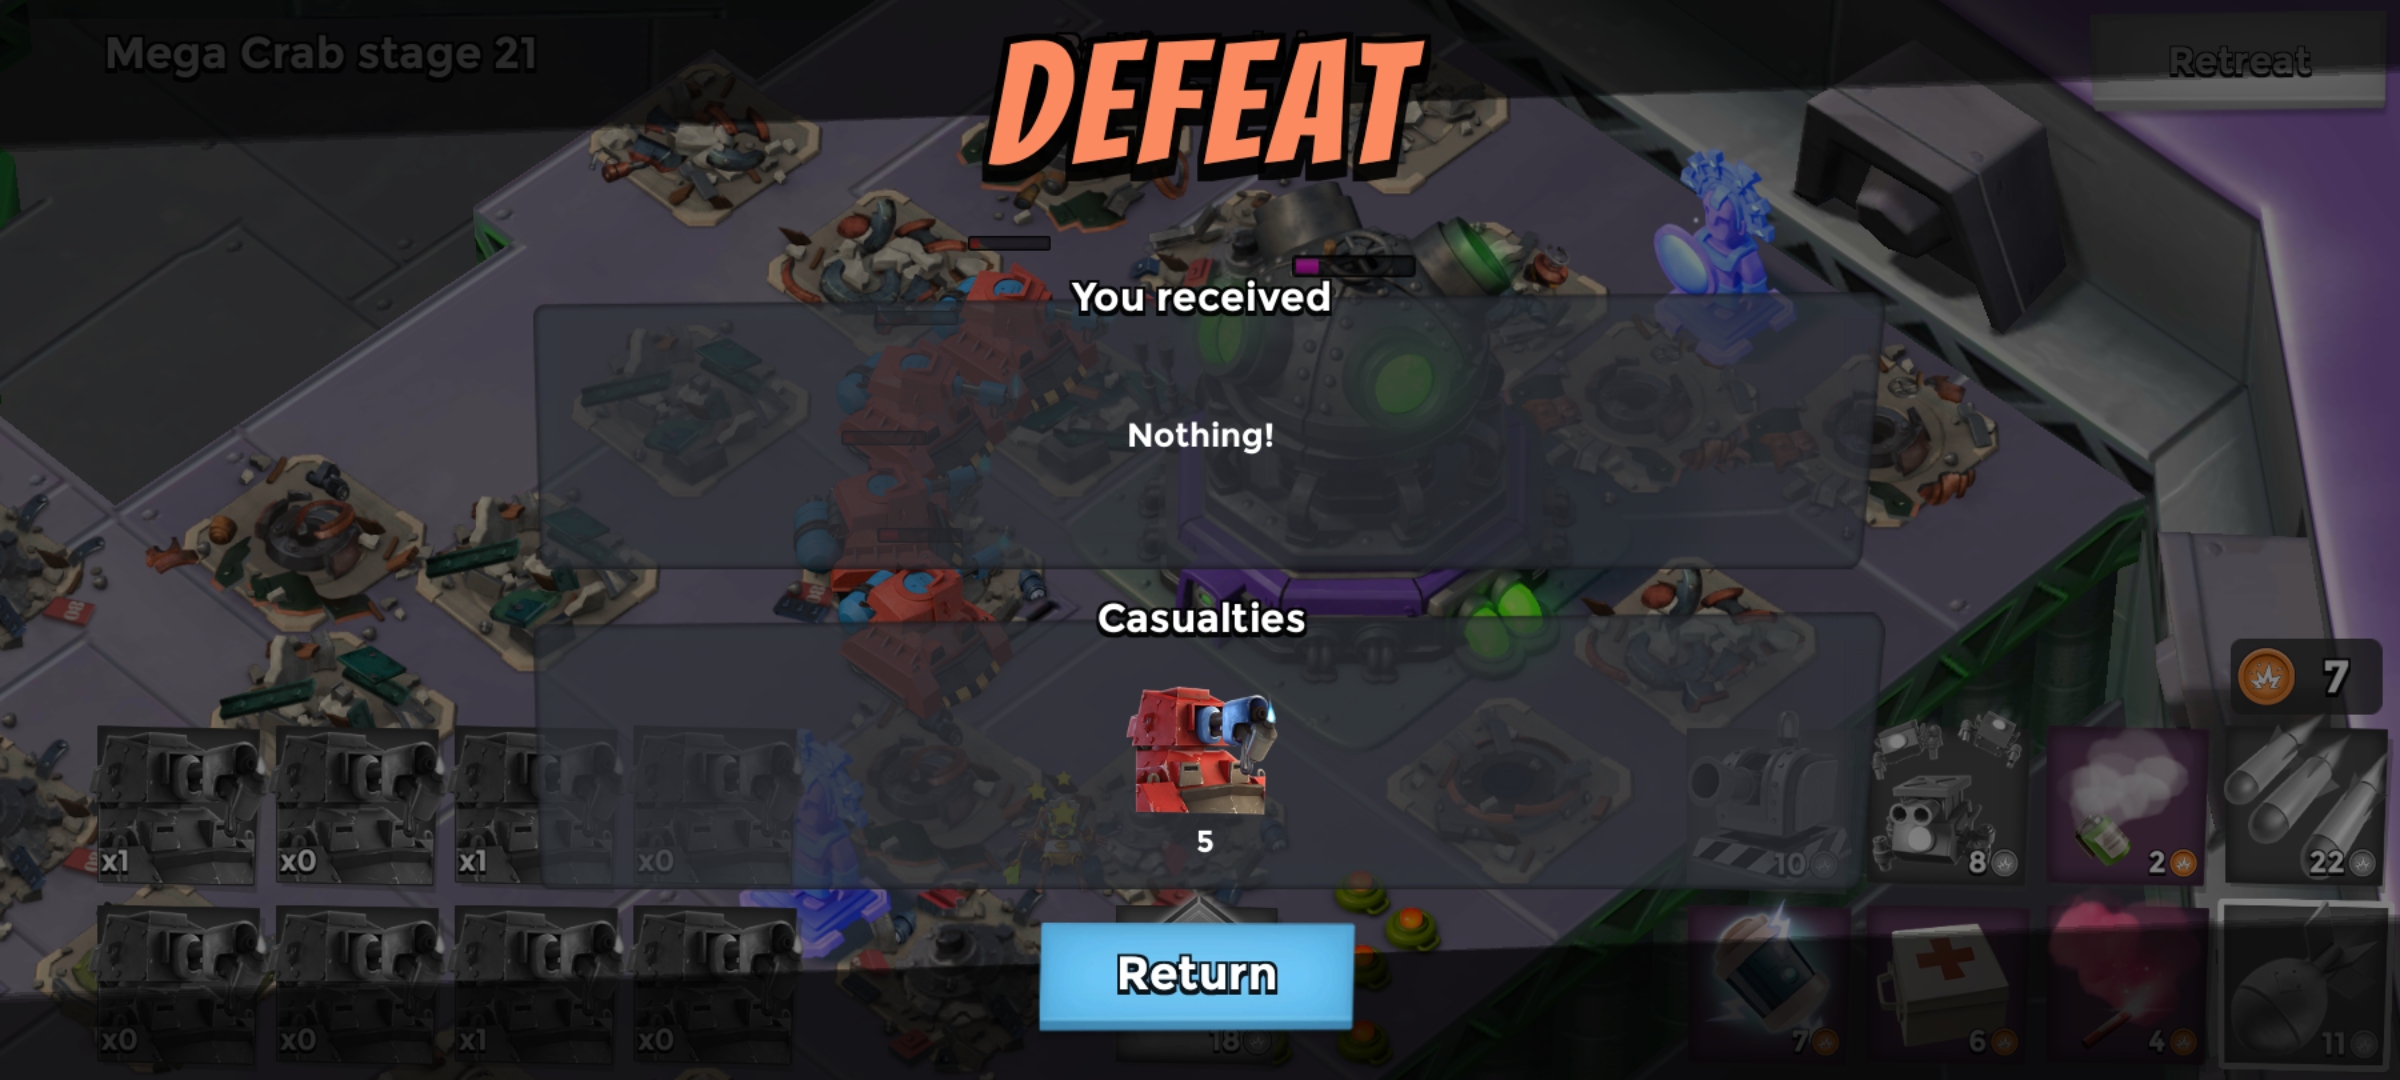 Mega Crab stage 21
DEFEAT
Retreat
You received
Nothing!
Casualties
5
7
x1
x0
x1
x0
10
8
2
22
x0
x0
x1
x0
Return
18
7
6
4
11